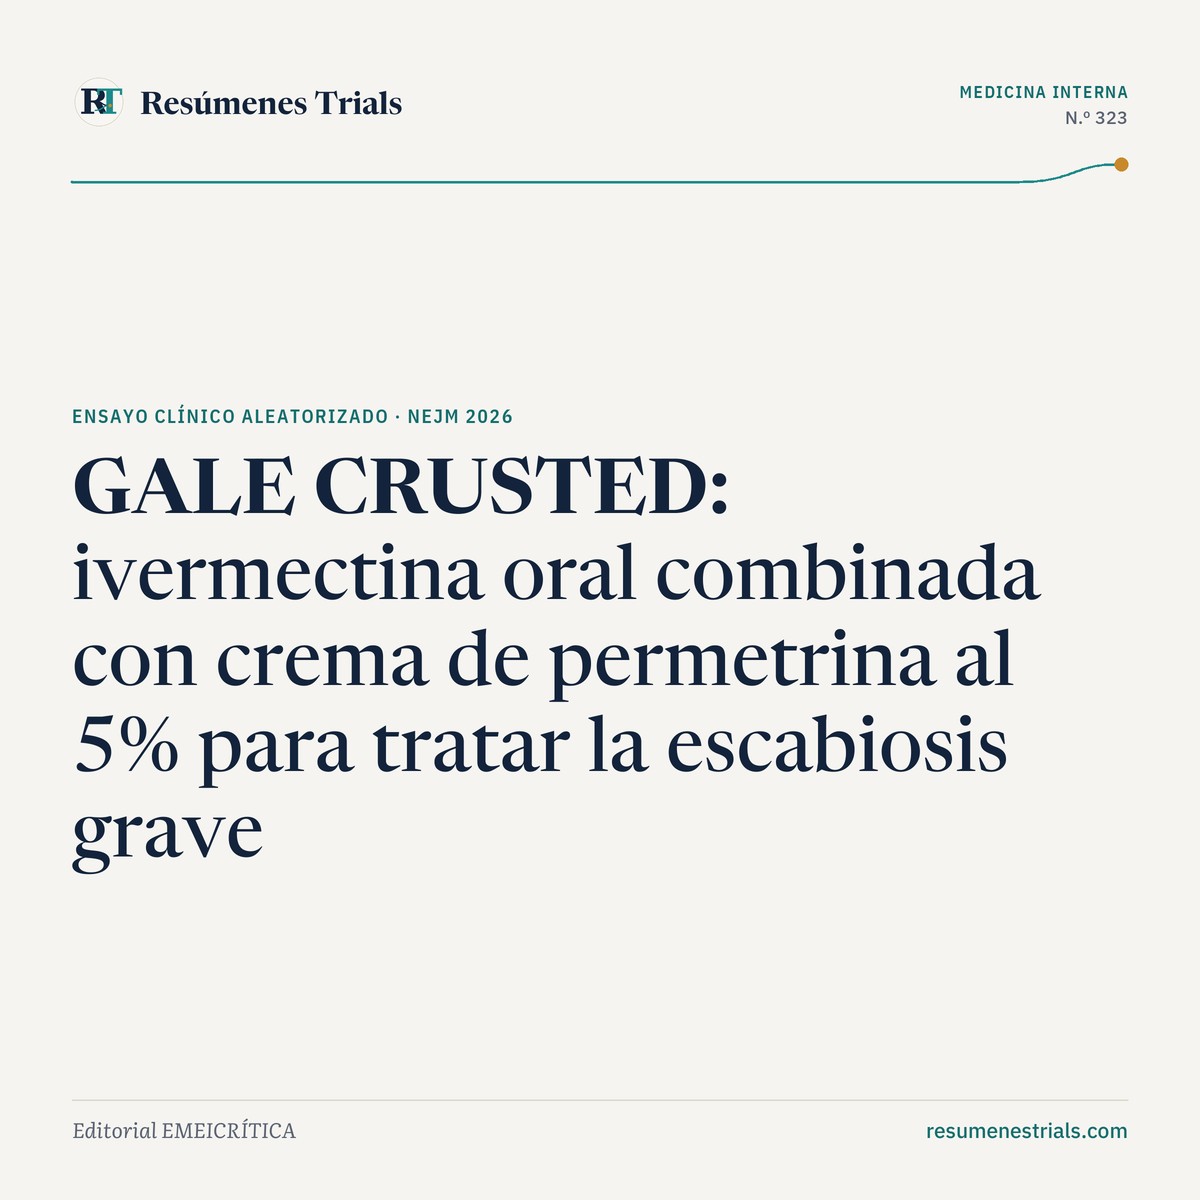 RT Resúmenes Trials
MEDICINA INTERNA
N.º 323
ENSAYO CLÍNICO ALEATORIZADO · NEJM 2026
GALE CRUSTED:
ivermectina oral combinada
con crema de permetrina al
5% para tratar la escabiosis
grave
Editorial EMEICRÍTICA
resumenestrials.com